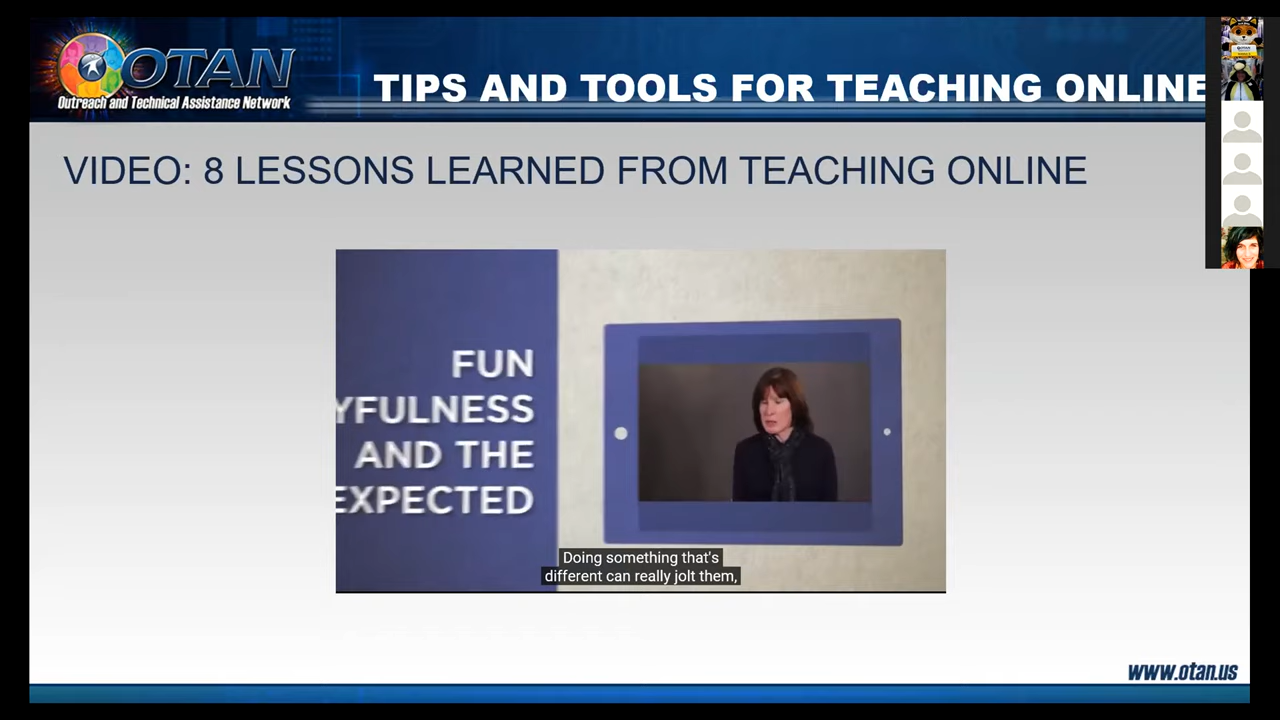 OTAN
Outreach and Technical Assistance Network
TIPS AND TOOLS FOR TEACHING ONLINE
VIDEO: 8 LESSONS LEARNED FROM TEACHING ONLINE
FUN
YFULNESS
AND THE
EXPECTED
Doing something that's
different can really jolt them,
www.otan.us